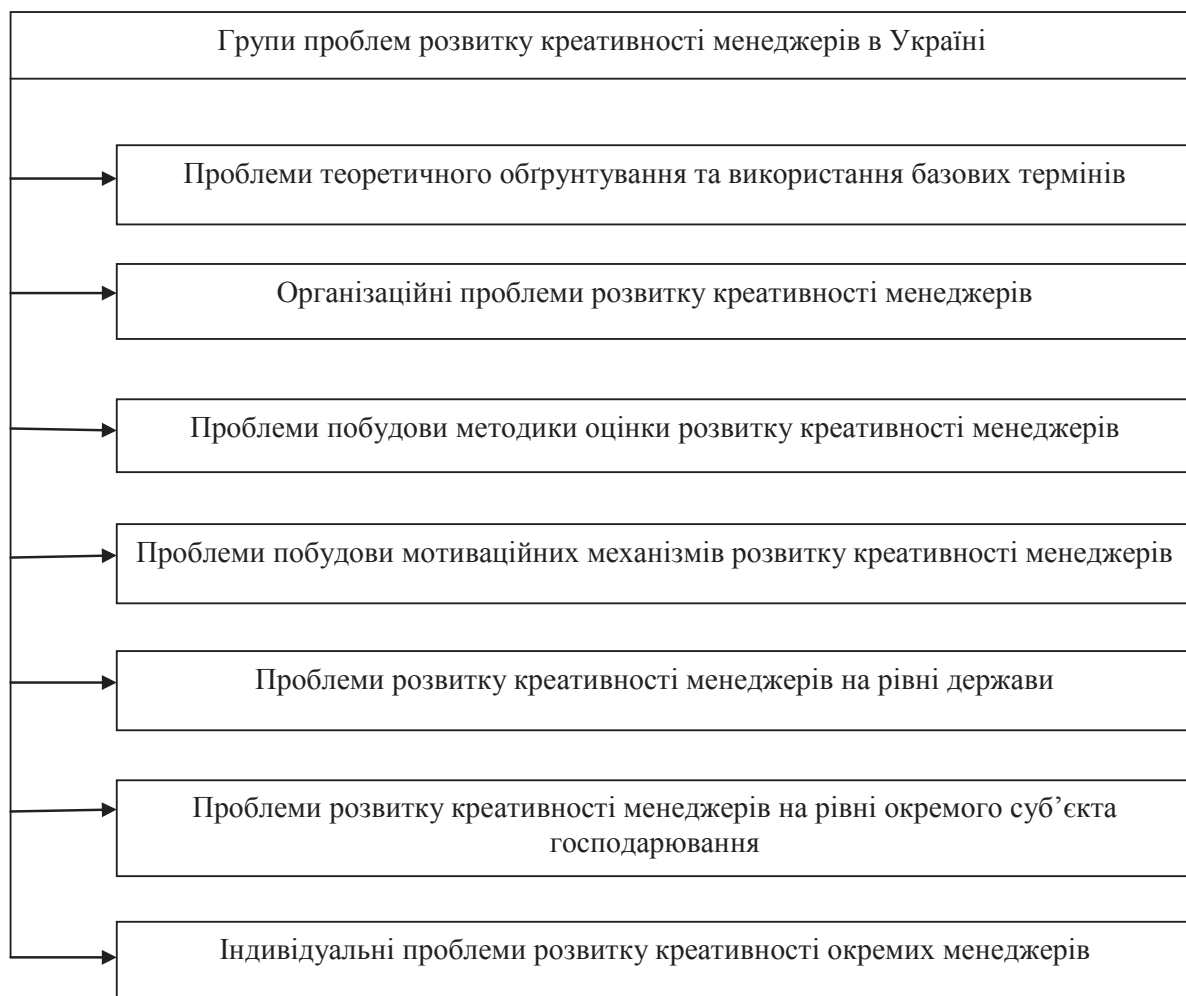 Групи проблем розвитку креативності менеджерів в Україні
Проблеми теоретичного обґрунтування та використання базових термінів
Організаційні проблеми розвитку креативності менеджерів
Проблеми побудови методики оцінки розвитку креативності менеджерів
Проблеми побудови мотиваційних механізмів розвитку креативності менеджерів
Проблеми розвитку креативності менеджерів на рівні держави
Проблеми розвитку креативності менеджерів на рівні окремого суб’єкта
господарювання
Індивідуальні проблеми розвитку креативності окремих менеджерів